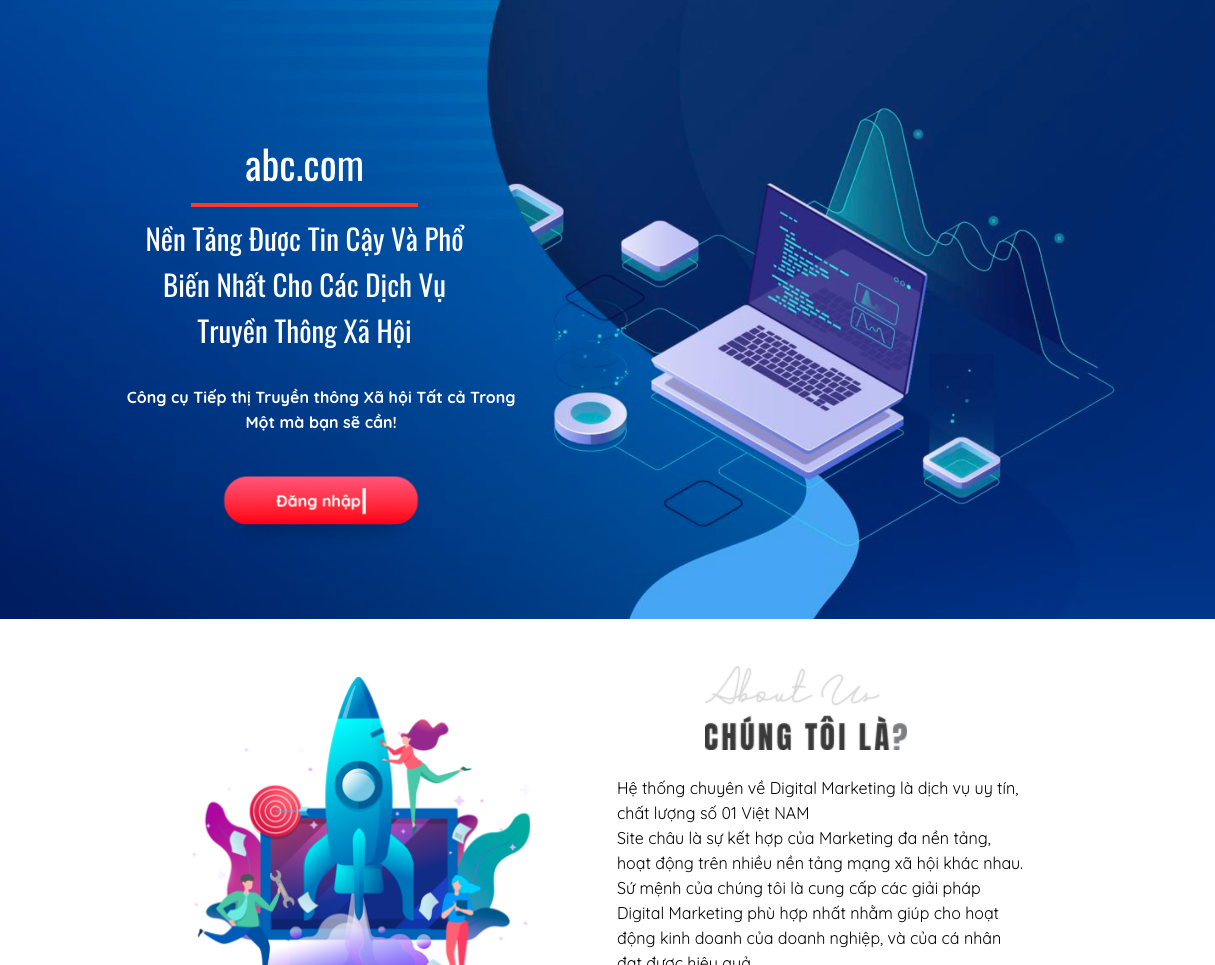 abc.com
Nền Tảng Được Tin Cậy Và Phổ
Biến Nhất Cho Các Dịch Vụ
Truyền Thông Xã Hội
Công cụ Tiếp thị Truyền thông Xã hội Tất cả Trong
Một mà bạn sẽ cần!
Đăng nhập
About Us
CHÚNG TÔI LÀ?
Hệ thống chuyên về Digital Marketing là dịch vụ uy tín,
chất lượng số 01 Việt NAM
Site châu là sự kết hợp của Marketing đa nền tảng,
hoạt động trên nhiều nền tảng mạng xã hội khác nhau.
Sứ mệnh của chúng tôi là cung cấp các giải pháp
Digital Marketing phù hợp nhất nhằm giúp cho hoạt
động kinh doanh của doanh nghiệp, và của cá nhân
đạt được hiệu quả